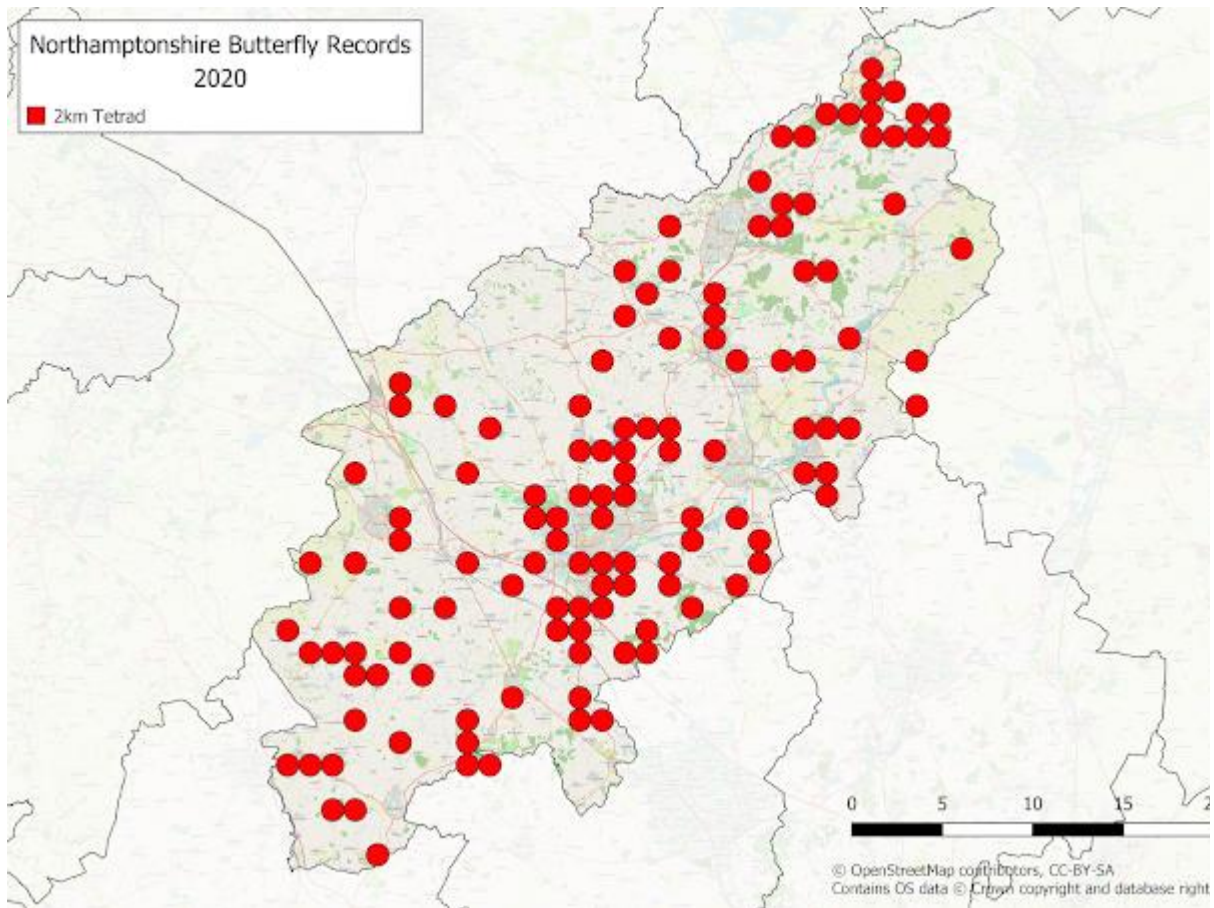 Northamptonshire Butterfly Records
2020
2km Tetrad
0 5 10 15
© OpenStreetMap contributors, CC-BY-SA
Contains OS data © Crown copyright and database right